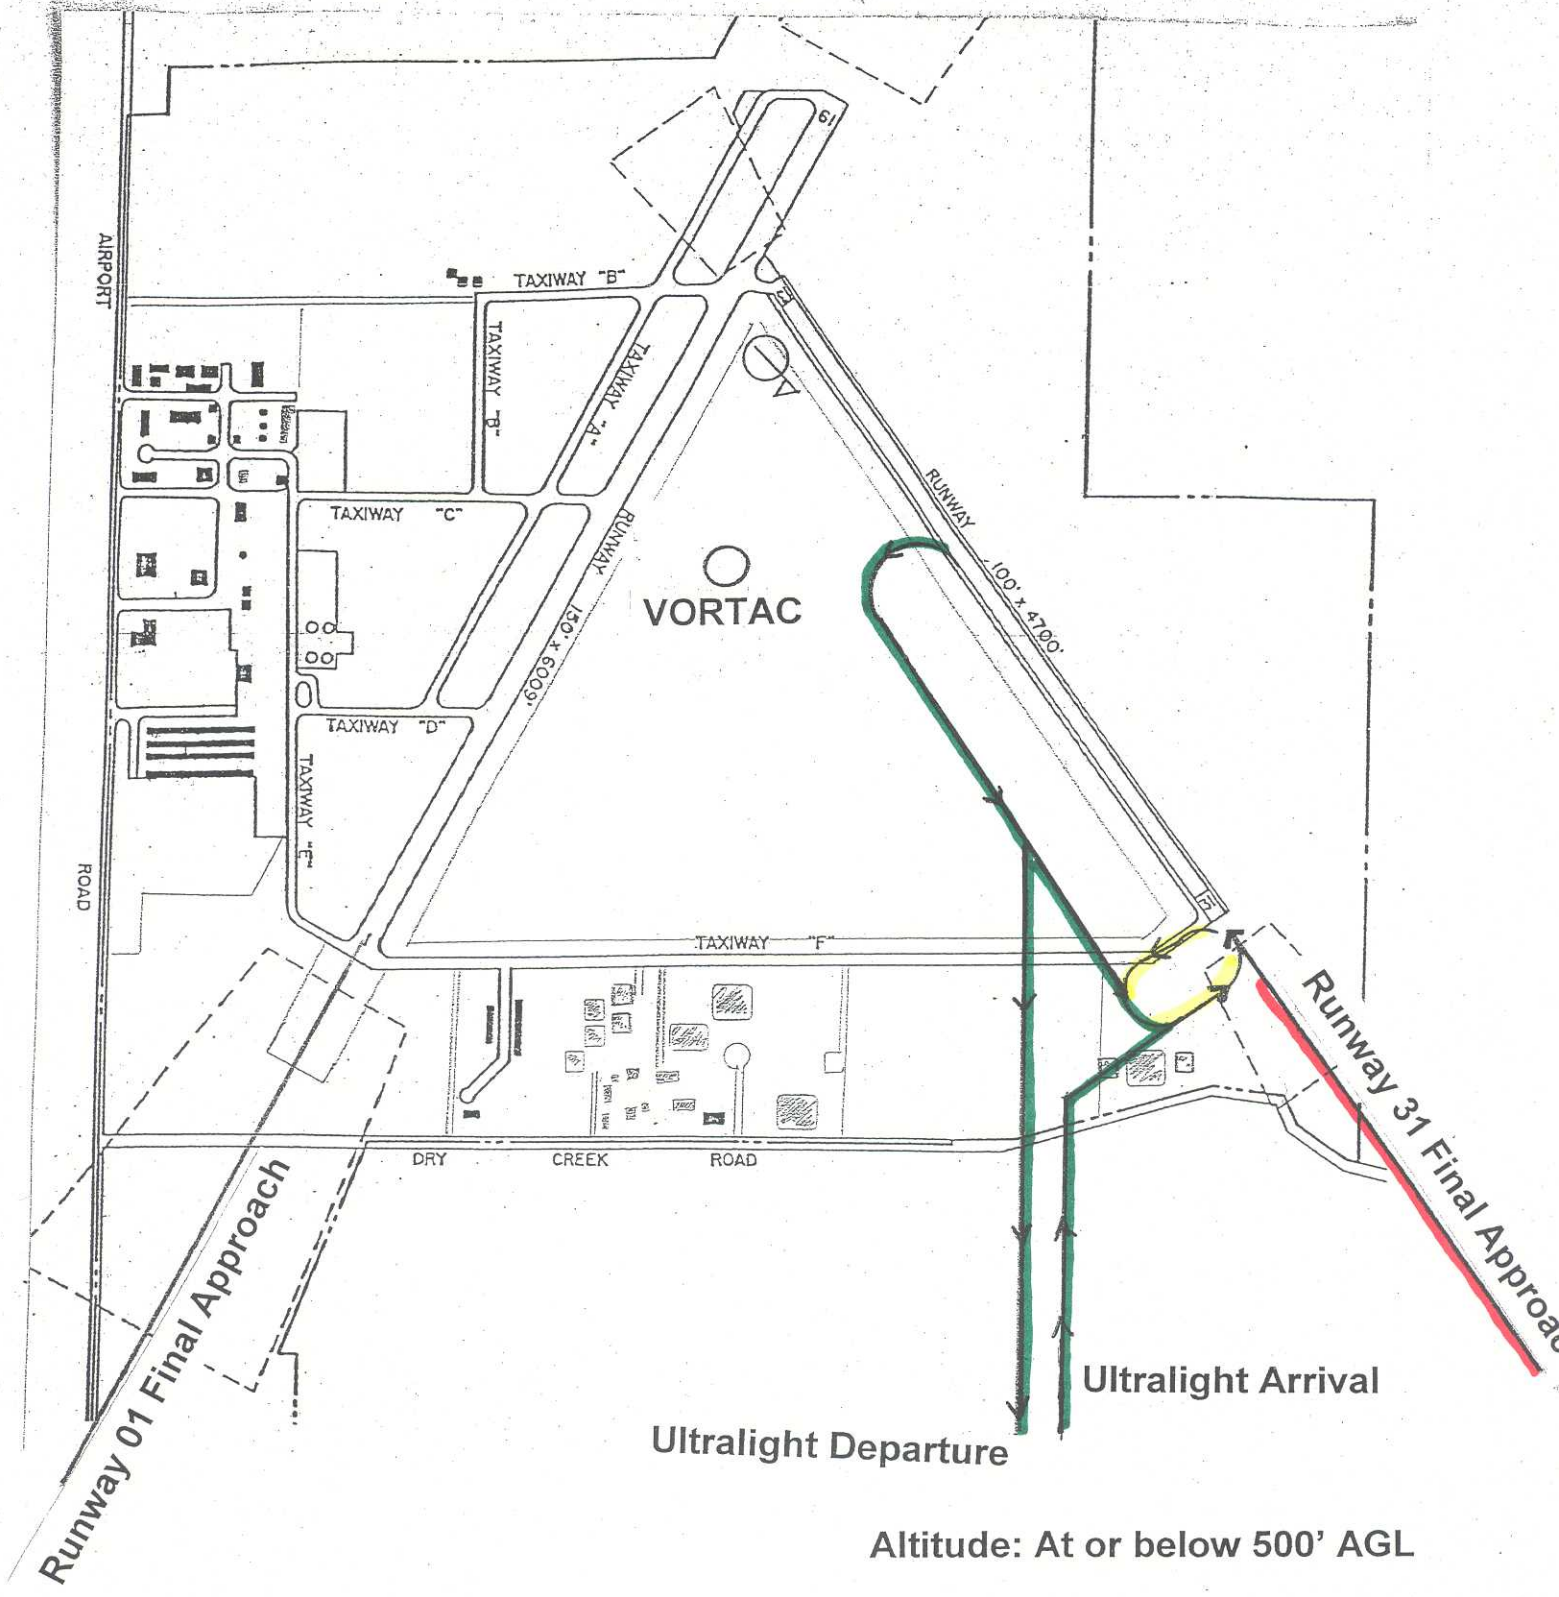 19
AIRPORT
TAXIWAY "B"
13
TAXIWAY "B"
TAXIWAY "A"
RUNWAY
TAXIWAY "C"
RUNWAY
100' x 4700'
VORTAC
150' x 6009'
TAXIWAY "D"
TAXIWAY "E"
ROAD
31
TAXIWAY "F"
Runway 31 Final Approac
DRY CREEK ROAD
Runway 01 Final Approach
Ultralight Arrival
Ultralight Departure
Altitude: At or below 500' AGL